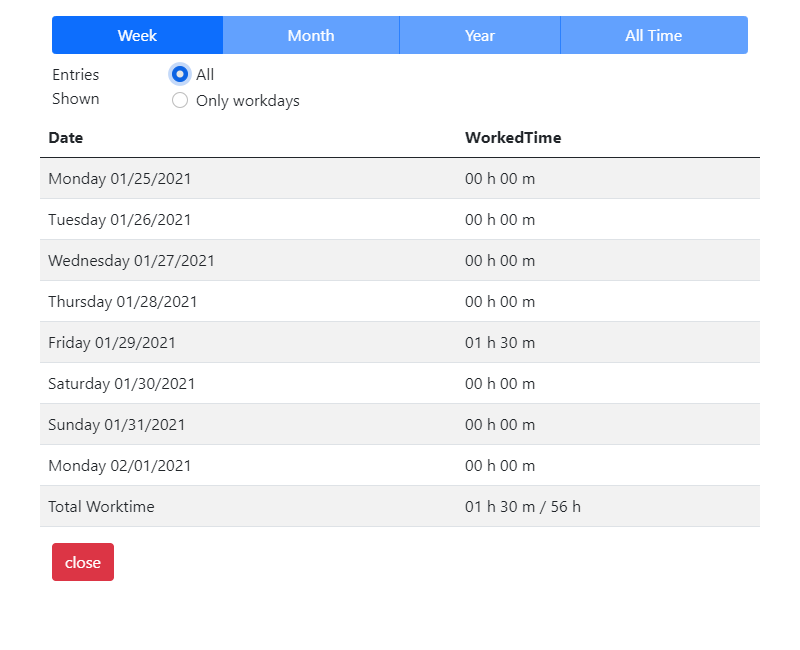 Week Month Year All Time
Entries Shown
All
Only workdays
Date WorkedTime
Monday 01/25/2021 00 h 00 m
Tuesday 01/26/2021 00 h 00 m
Wednesday 01/27/2021 00 h 00 m
Thursday 01/28/2021 00 h 00 m
Friday 01/29/2021 01 h 30 m
Saturday 01/30/2021 00 h 00 m
Sunday 01/31/2021 00 h 00 m
Monday 02/01/2021 00 h 00 m
Total Worktime 01 h 30 m / 56 h
close